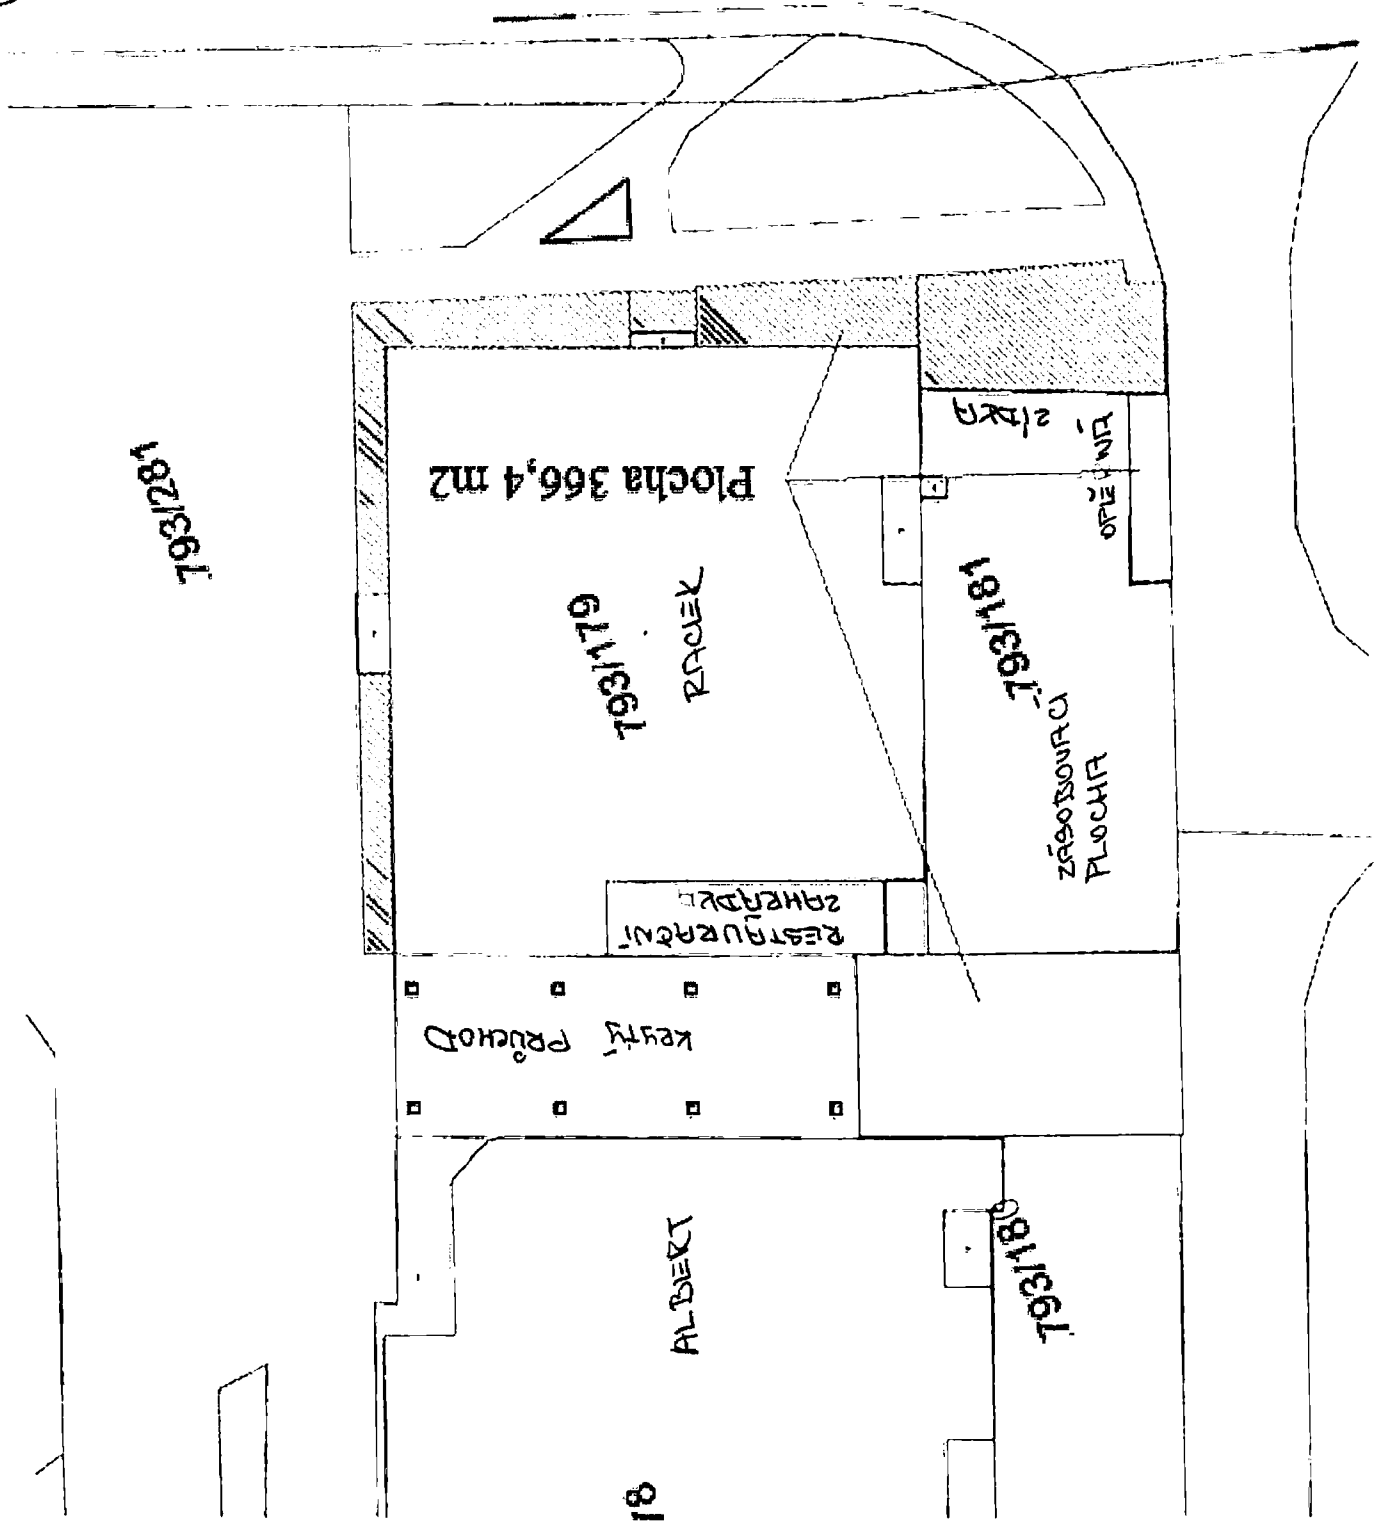 793/281
Plocha 366,4 m2
793/179
RACEK
ZÍDKA
OPĚRNÁ
793/181
ZÁSOBOVACÍ
PLOCHA
RESTAURAČNÍ
ZAHRÁDKA
KRYTÝ PRŮCHOD
ALBERT
793/180
18